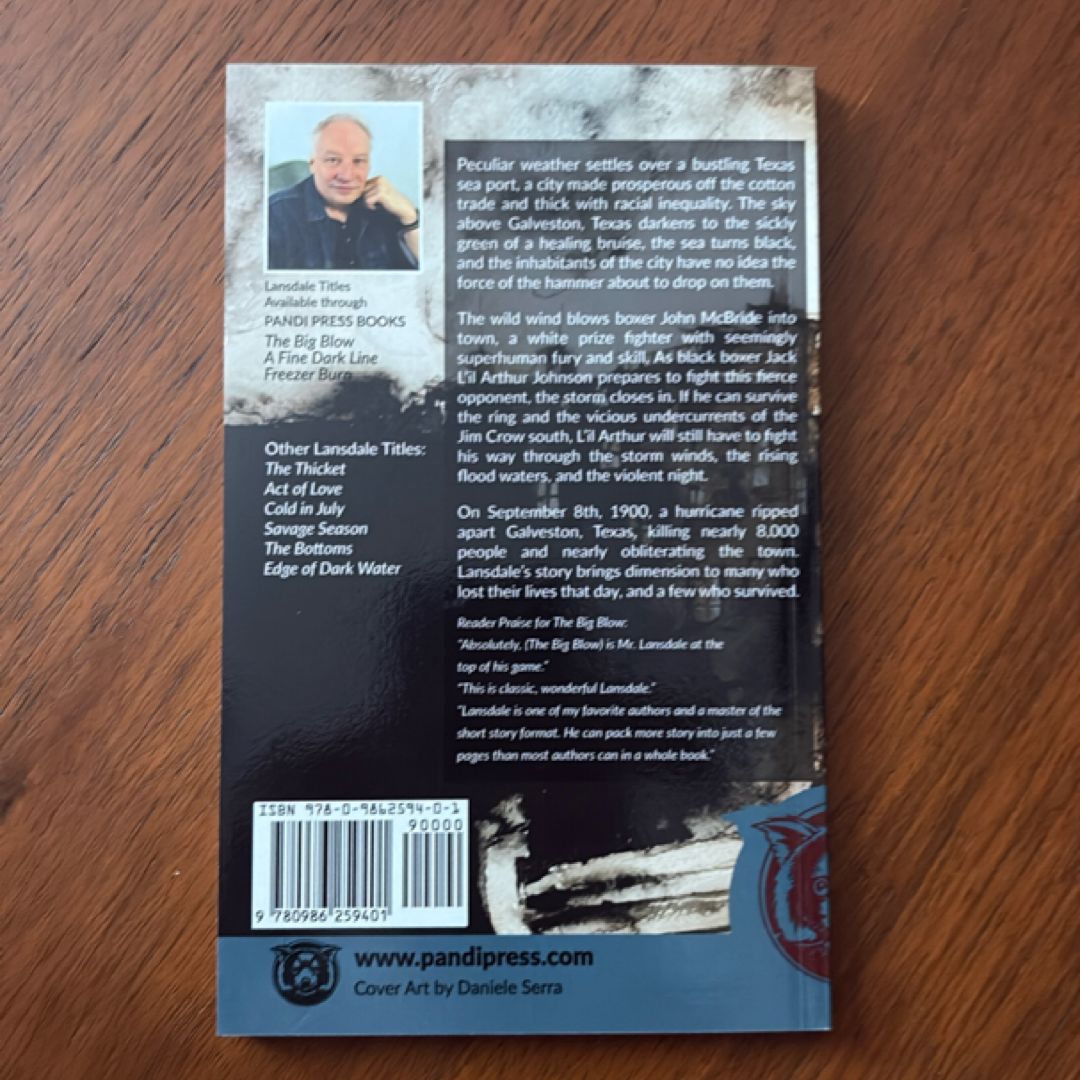 Lansdale Titles
Available through
PANDI PRESS BOOKS
The Big Blow
A Fine Dark Line
Freezer Burn
Other Lansdale Titles:
The Thicket
Act of Love
Cold in July
Savage Season
The Bottoms
Edge of Dark Water
Peculiar weather settles over a bustling Texas
sea port, a city made prosperous off the cotton
trade and thick with racial inequality. The sky
above Galveston, Texas darkens to the sickly
green of a healing bruise, the sea turns black,
and the inhabitants of the city have no idea the
force of the hammer about to drop on them.
The wild wind blows boxer John McBride into
town, a white prize fighter with seemingly
superhuman fury and skill. As black boxer Jack
L'il Arthur Johnson prepares to fight this fierce
opponent, the storm closes in. If he can survive
the ring and the vicious undercurrents of the
Jim Crow south, L'il Arthur will still have to fight
his way through the storm winds, the rising
flood waters, and the violent night.
On September 8th, 1900, a hurricane ripped
apart Galveston, Texas, killing nearly 8,000
people and nearly obliterating the town.
Lansdale's story brings dimension to many who
lost their lives that day, and a few who survived.
Reader Praise for The Big Blow:
"Absolutely, (The Big Blow) is Mr. Lansdale at the
top of his game."
"This is classic, wonderful Lansdale."
"Lansdale is one of my favorite authors and a master of the
short story format. He can pack more story into just a few
pages than most authors can in a whole book."
ISBN 978-0-9862594-0-1
90000
9 780986 259401
www.pandipress.com
Cover Art by Daniele Serra